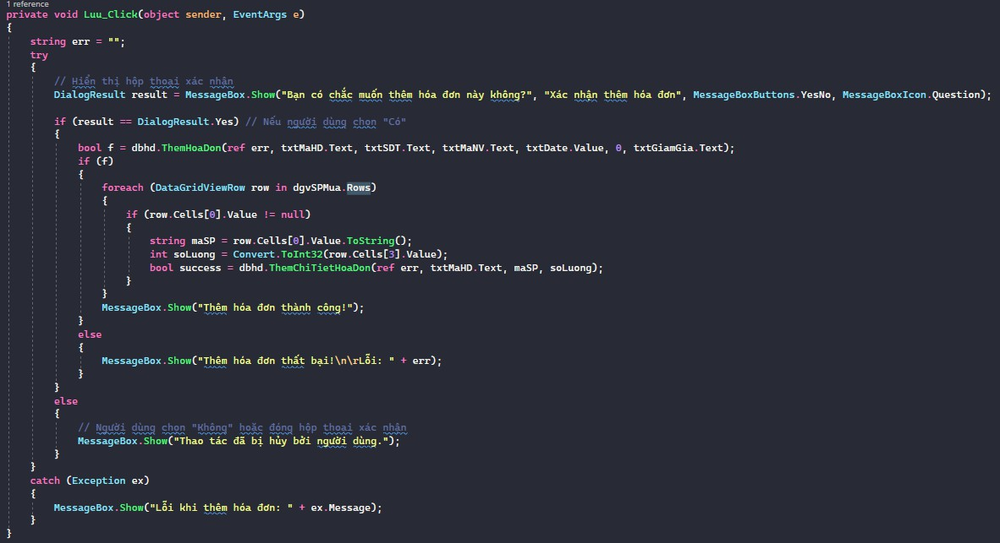 1 reference
private void Luu_Click(object sender, EventArgs e)
{
    string err = "";
    try
    {
        // Hiển thị hộp thoại xác nhận
        DialogResult result = MessageBox.Show("Bạn có chắc muốn thêm hóa đơn này không?", "Xác nhận thêm hóa đơn", MessageBoxButtons.YesNo, MessageBoxIcon.Question);

        if (result == DialogResult.Yes) // Nếu người dùng chọn "Có"
        {
            bool f = dbhd.ThemHoaDon(ref err, txtMaHD.Text, txtSDT.Text, txtMaNV.Text, txtDate.Value, 0, txtGiamGia.Text);
            if (f)
            {
                foreach (DataGridViewRow row in dgvSPMua.Rows)
                {
                    if (row.Cells[0].Value != null)
                    {
                        string maSP = row.Cells[0].Value.ToString();
                        int soLuong = Convert.ToInt32(row.Cells[3].Value);
                        bool success = dbhd.ThemChiTietHoaDon(ref err, txtMaHD.Text, maSP, soLuong);
                    }
                }
                MessageBox.Show("Thêm hóa đơn thành công!");
            }
            else
            {
                MessageBox.Show("Thêm hóa đơn thất bại!\n\rLỗi: " + err);
            }
        }
        else
        {
            // Người dùng chọn "Không" hoặc đóng hộp thoại xác nhận
            MessageBox.Show("Thao tác đã bị hủy bởi người dùng.");
        }
    }
    catch (Exception ex)
    {
        MessageBox.Show("Lỗi khi thêm hóa đơn: " + ex.Message);
    }
}